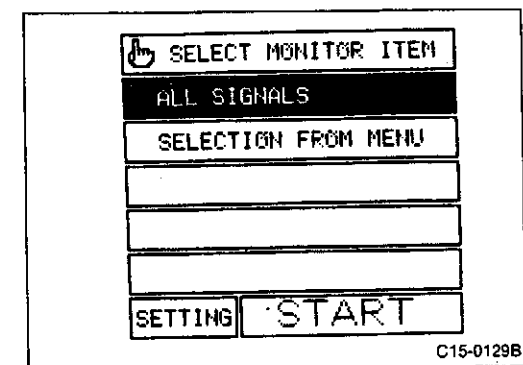 SELECT MONITOR ITEM
ALL SIGNALS
SELECTION FROM MENU
SETTING START
C15-0129B